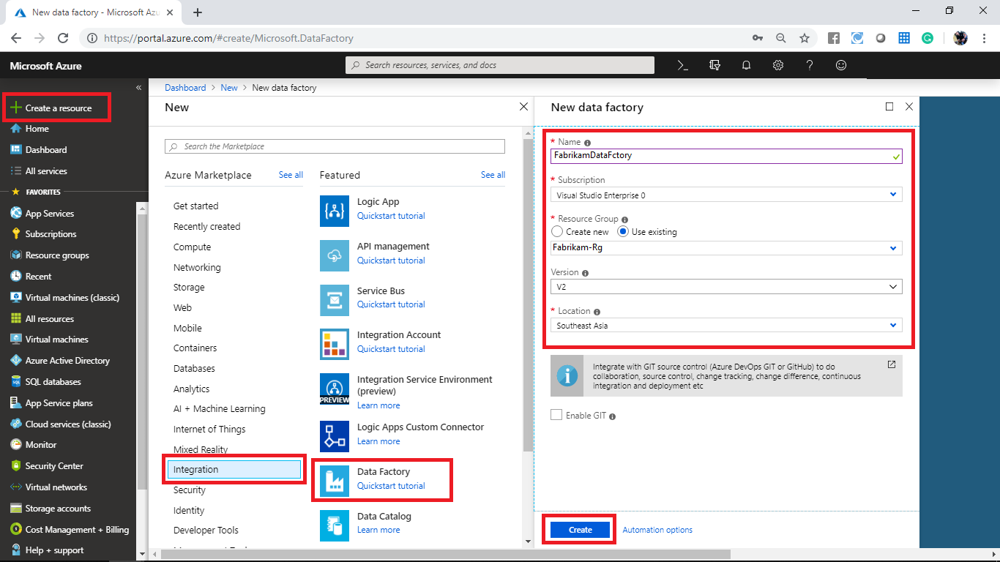 New data factory - Microsoft Azu
https://portal.azure.com/#create/Microsoft.DataFactory
Microsoft Azure
Search resources, services, and docs
Create a resource
Home
Dashboard
All services
FAVORITES
App Services
Subscriptions
Resource groups
Recent
Virtual machines (classic)
All resources
Virtual machines
Azure Active Directory
SQL databases
App Service plans
Cloud services (classic)
Monitor
Security Center
Virtual networks
Storage accounts
Cost Management + Billing
Help + support
Dashboard > New > New data factory
New
Search the Marketplace
Azure Marketplace See all
Get started
Recently created
Compute
Networking
Storage
Web
Mobile
Containers
Databases
Analytics
AI + Machine Learning
Internet of Things
Mixed Reality
Integration
Security
Identity
Developer Tools
Featured See all
Logic App
Quickstart tutorial
API management
Quickstart tutorial
Service Bus
Quickstart tutorial
Integration Account
Quickstart tutorial
Integration Service Environment
(preview)
PREVIEW
Learn more
Logic Apps Custom Connector
Learn more
Data Factory
Quickstart tutorial
Data Catalog
Learn more
New data factory
* Name
FabrikamDataFctory
* Subscription
Visual Studio Enterprise 0
* Resource Group
Create new Use existing
Fabrikam-Rg
Version
V2
* Location
Southeast Asia
Integrate with GIT source control (Azure DevOps GIT or GitHub) to do
collaboration, source control, change tracking, change difference, continuous
integration and deployment etc
Enable GIT
Create Automation options